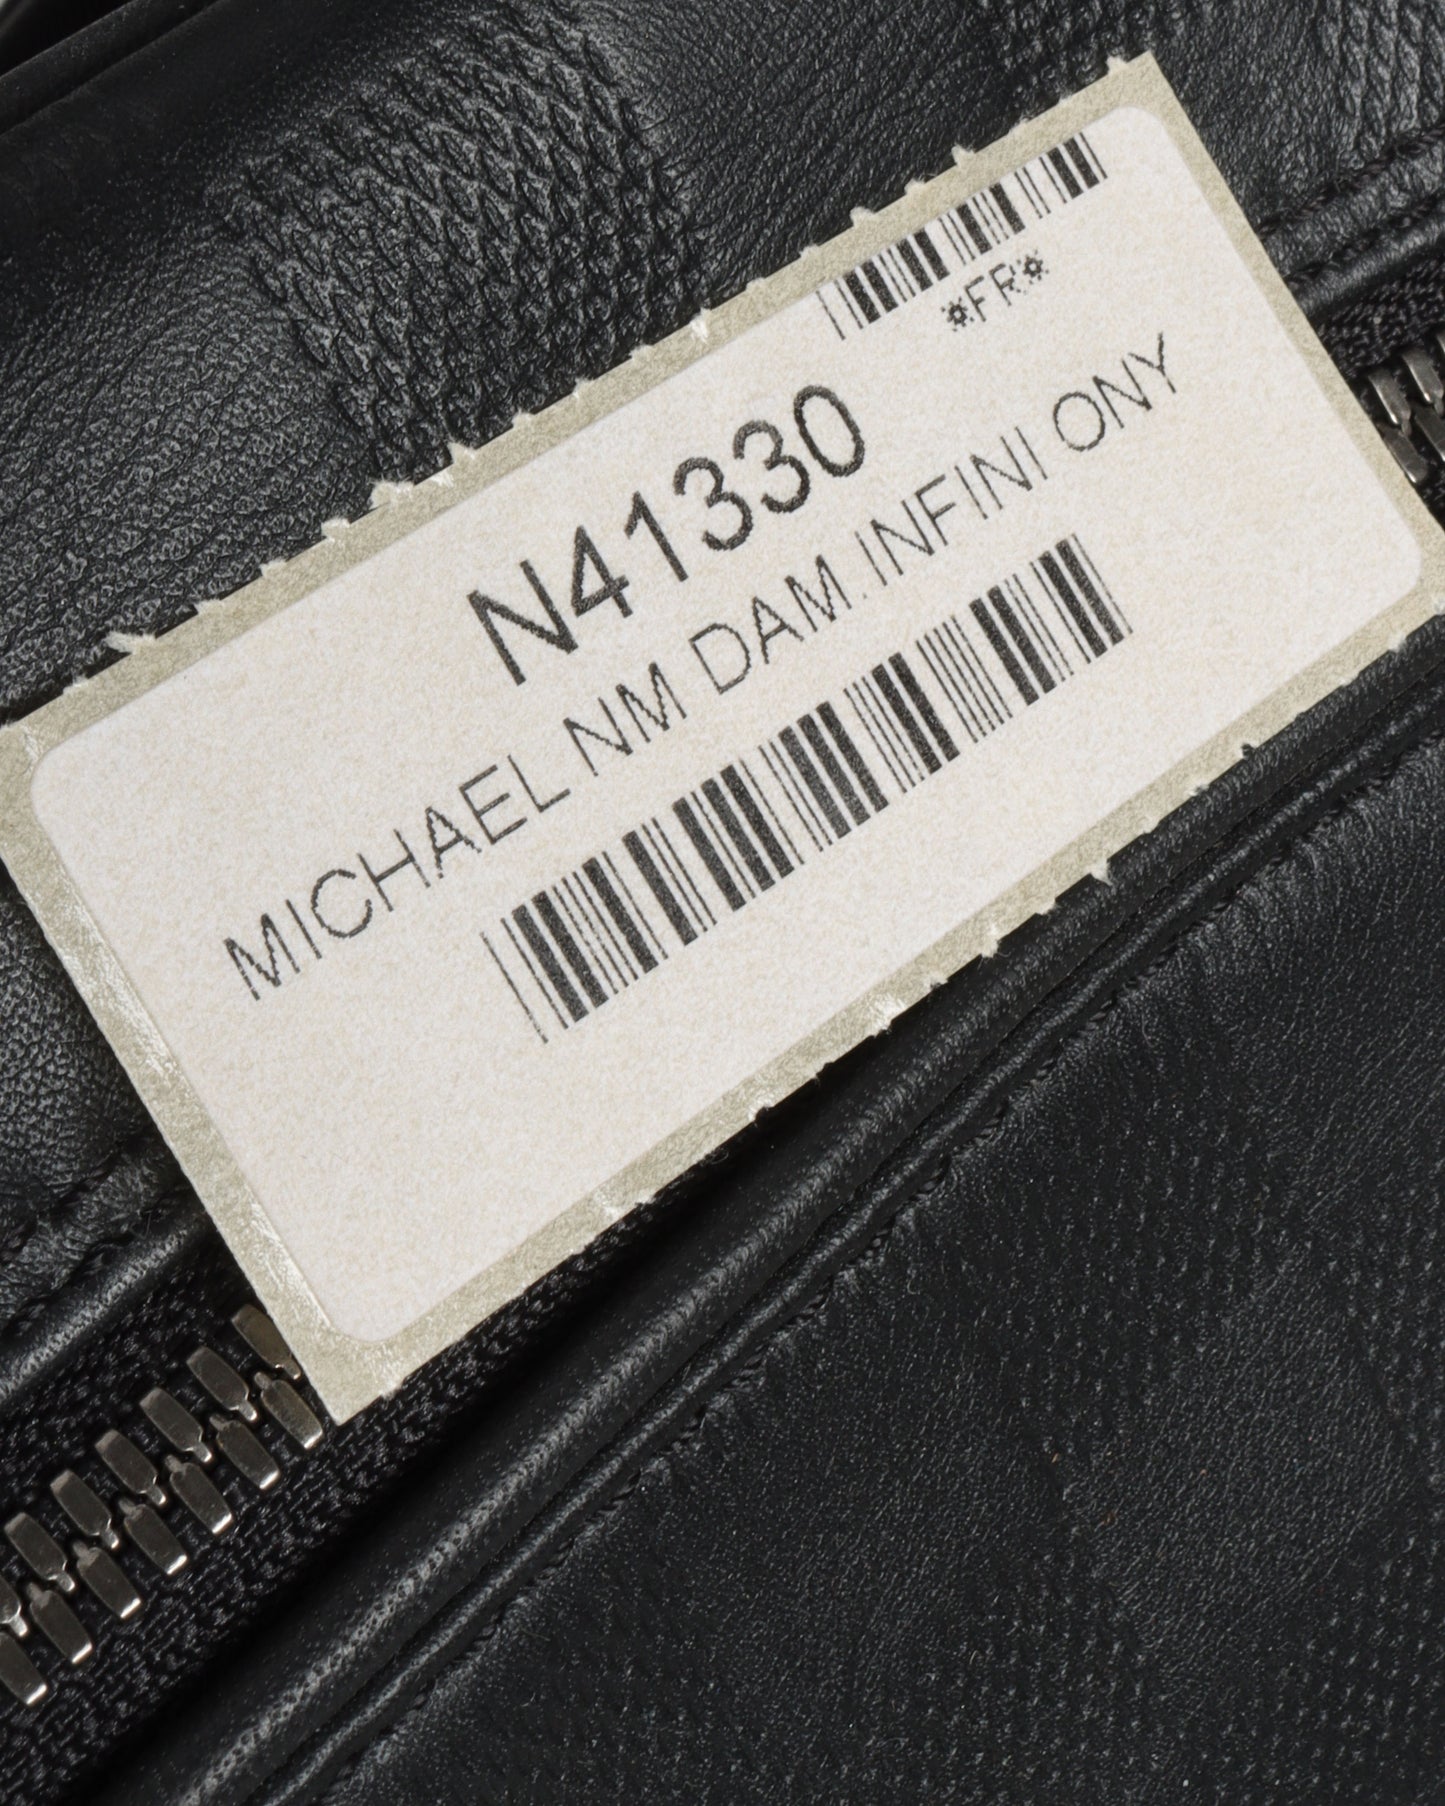 *FR*
N41330
MICHAEL NM DAM.INFINI ONY